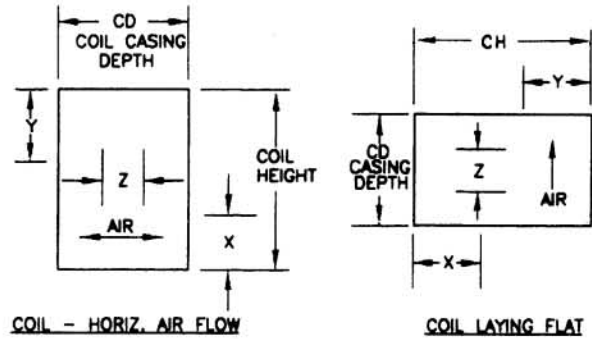 CD
COIL CASING
DEPTH
Y
Z
COIL
HEIGHT
AIR
X
COIL - HORIZ. AIR FLOW
CH
Y
CD
CASING
DEPTH
Z
AIR
X
COIL LAYING FLAT